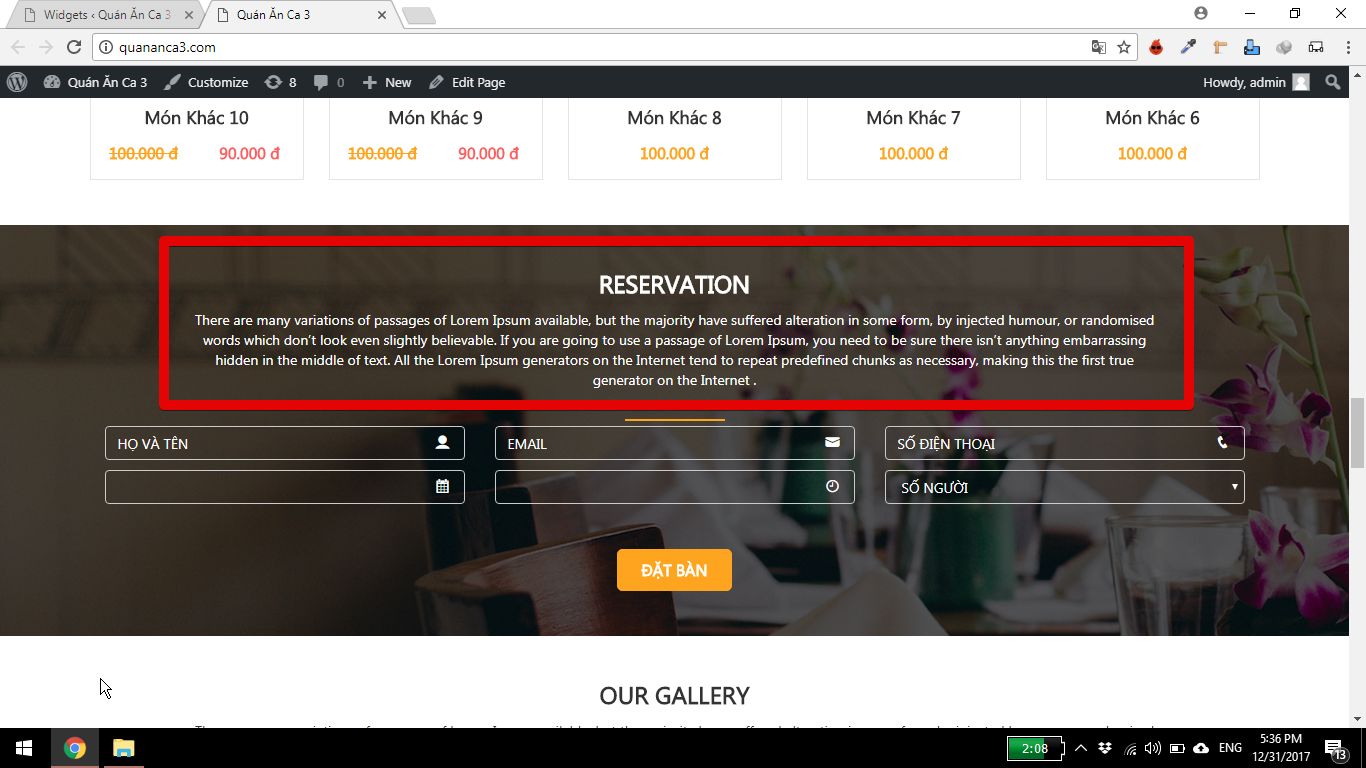 Widgets ‹ Quán Ăn Ca 3
Quán Ăn Ca 3
quananca3.com
Quán Ăn Ca 3
Customize
8
0
New
Edit Page
Howdy, admin
Món Khác 10
Món Khác 9
Món Khác 8
Món Khác 7
Món Khác 6
100.000 đ 90.000 đ
100.000 đ 90.000 đ
100.000 đ
100.000 đ
100.000 đ
RESERVATION
There are many variations of passages of Lorem Ipsum available, but the majority have suffered alteration in some form, by injected humour, or randomised
words which don’t look even slightly believable. If you are going to use a passage of Lorem Ipsum, you need to be sure there isn’t anything embarrassing
hidden in the middle of text. All the Lorem Ipsum generators on the Internet tend to repeat predefined chunks as necessary, making this the first true
generator on the Internet .
HỌ VÀ TÊN
EMAIL
SỐ ĐIỆN THOẠI
SỐ NGƯỜI
ĐẶT BÀN
OUR GALLERY
2:08
ENG
5:36 PM
12/31/2017
13